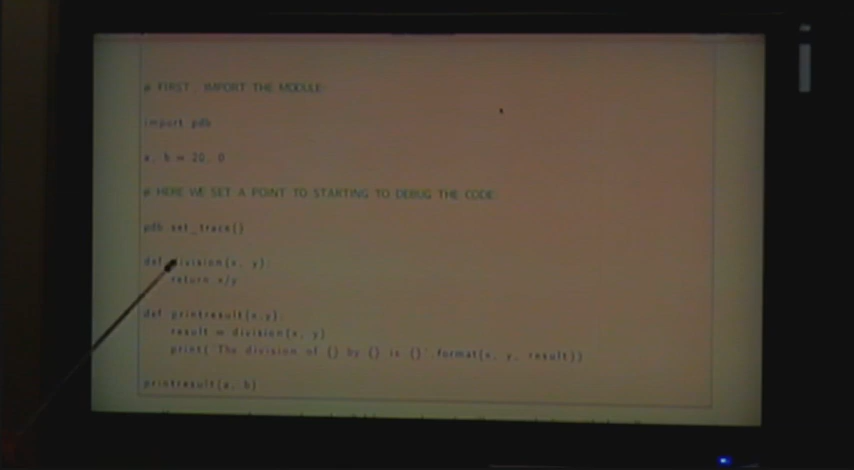 # FIRST, IMPORT THE MODULE:
import pdb
a, b = 20, 0
# HERE WE SET A POINT TO STARTING TO DEBUG THE CODE:
pdb.set_trace()
def division(x, y):
return x/y
def printresult(x,y):
result = division(x, y)
print('The division of {} by {} is {}'.format(x, y, result))
printresult(a, b)